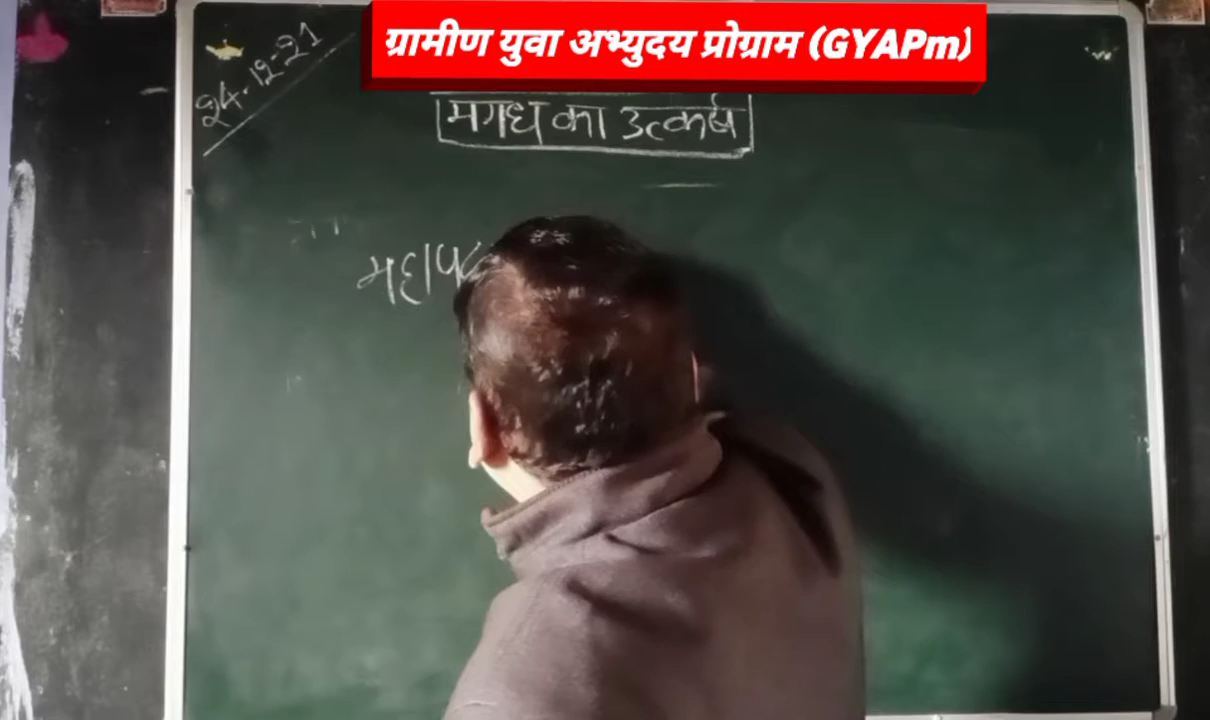 ग्रामीण युवा अभ्युदय प्रोग्राम (GYAPm)
24-12-21
मगध का उत्कर्ष